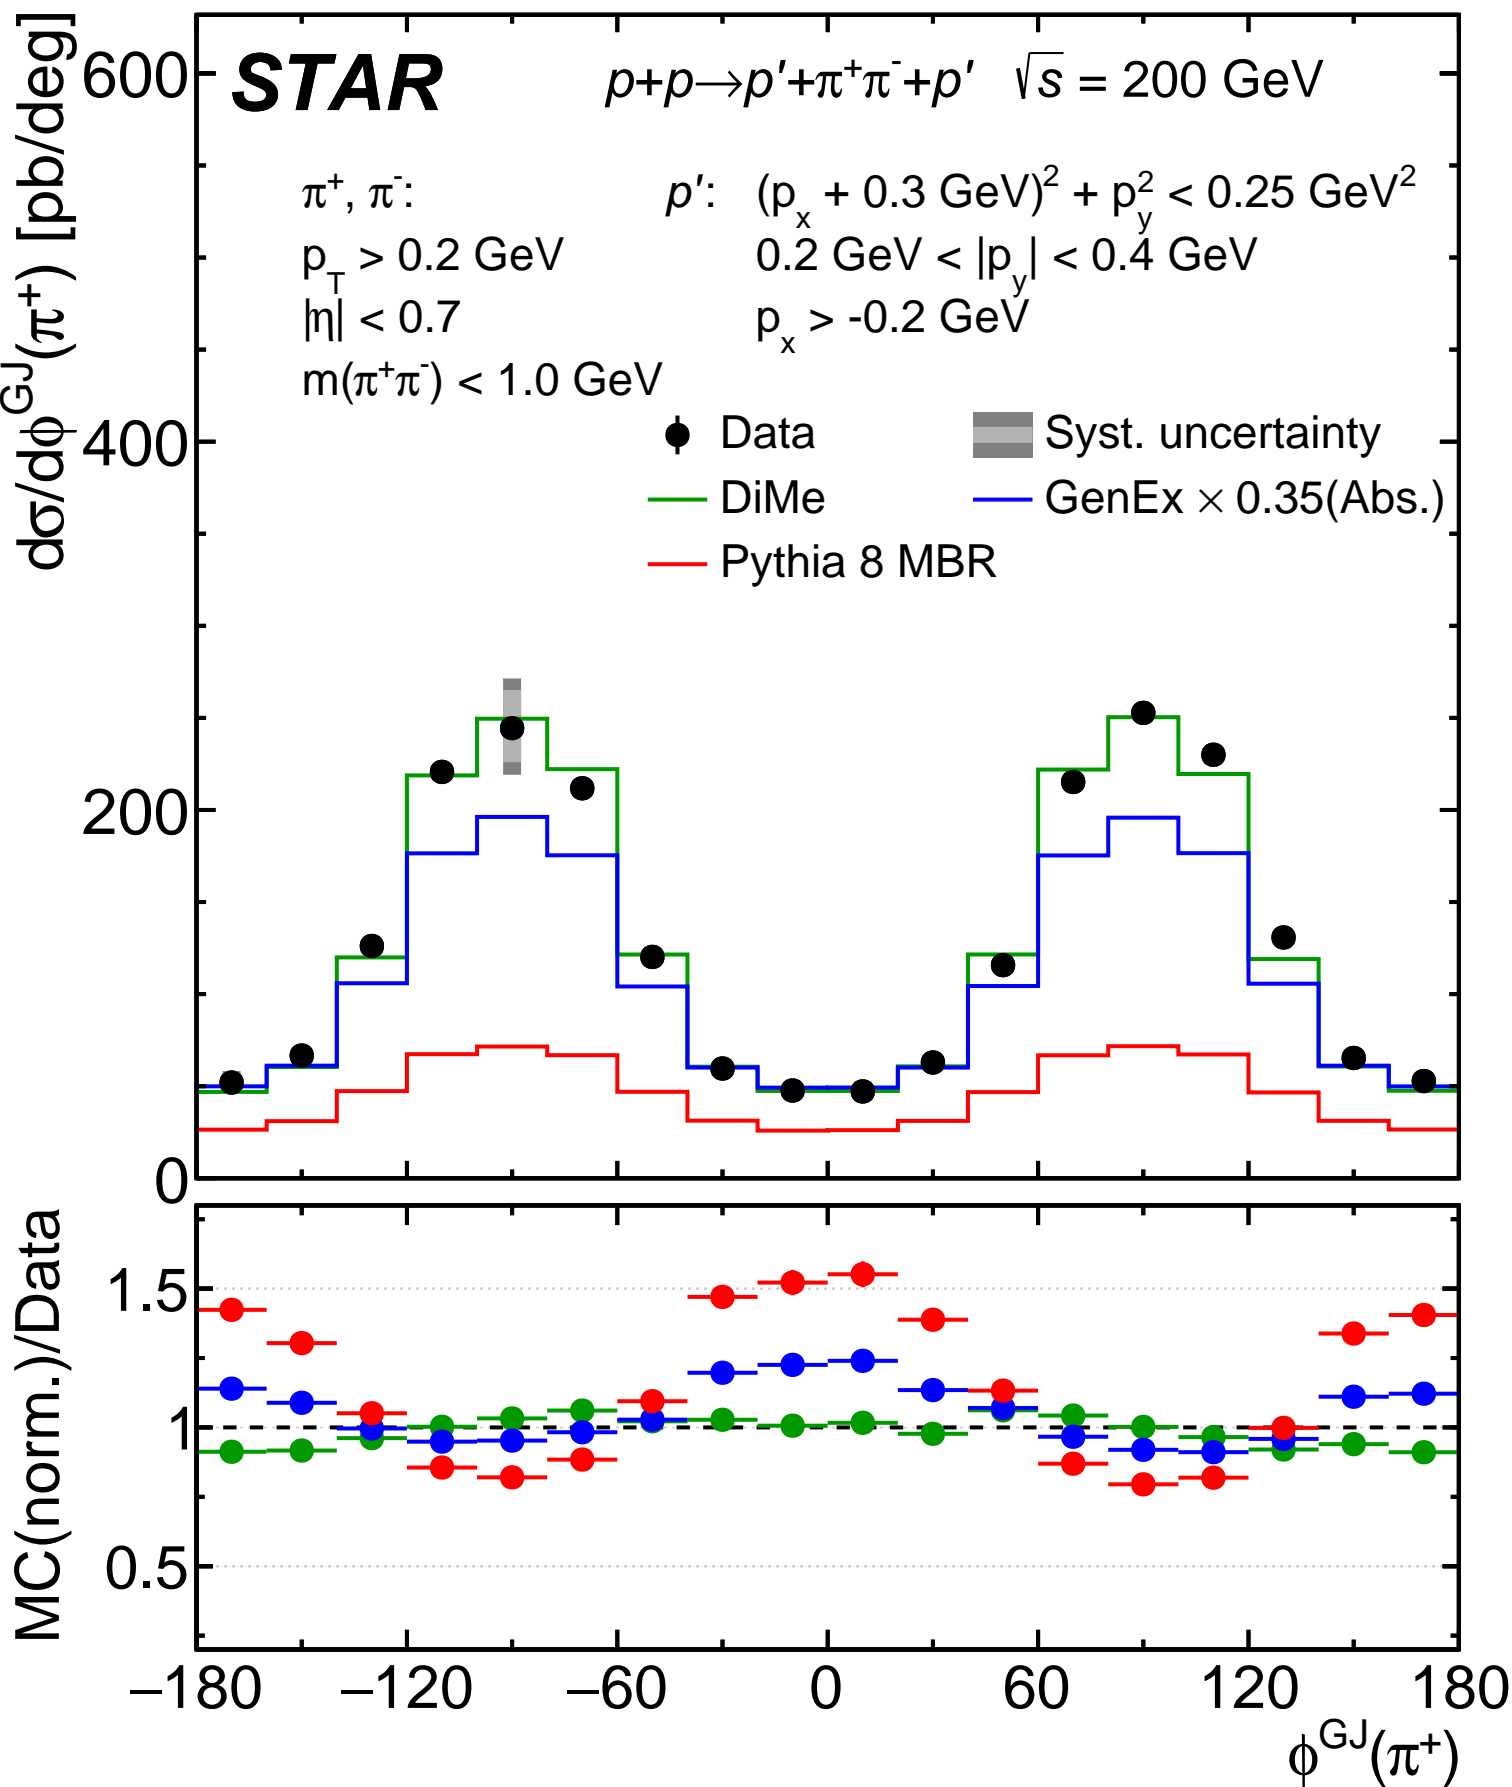 STAR p+p→p′+π⁺π⁻+p′ √s = 200 GeV
π⁺, π⁻: p′: (pₓ + 0.3 GeV)² + p_y² < 0.25 GeV²
p_T > 0.2 GeV 0.2 GeV < |p_y| < 0.4 GeV
|η| < 0.7 pₓ > -0.2 GeV
m(π⁺π⁻) < 1.0 GeV
Data Syst. uncertainty
DiMe GenEx × 0.35(Abs.)
Pythia 8 MBR
dσ/dϕ^GJ(π⁺) [pb/deg]
600
400
200
0
MC(norm.)/Data
1.5
1
0.5
−180 −120 −60 0 60 120 180
ϕ^GJ(π⁺)